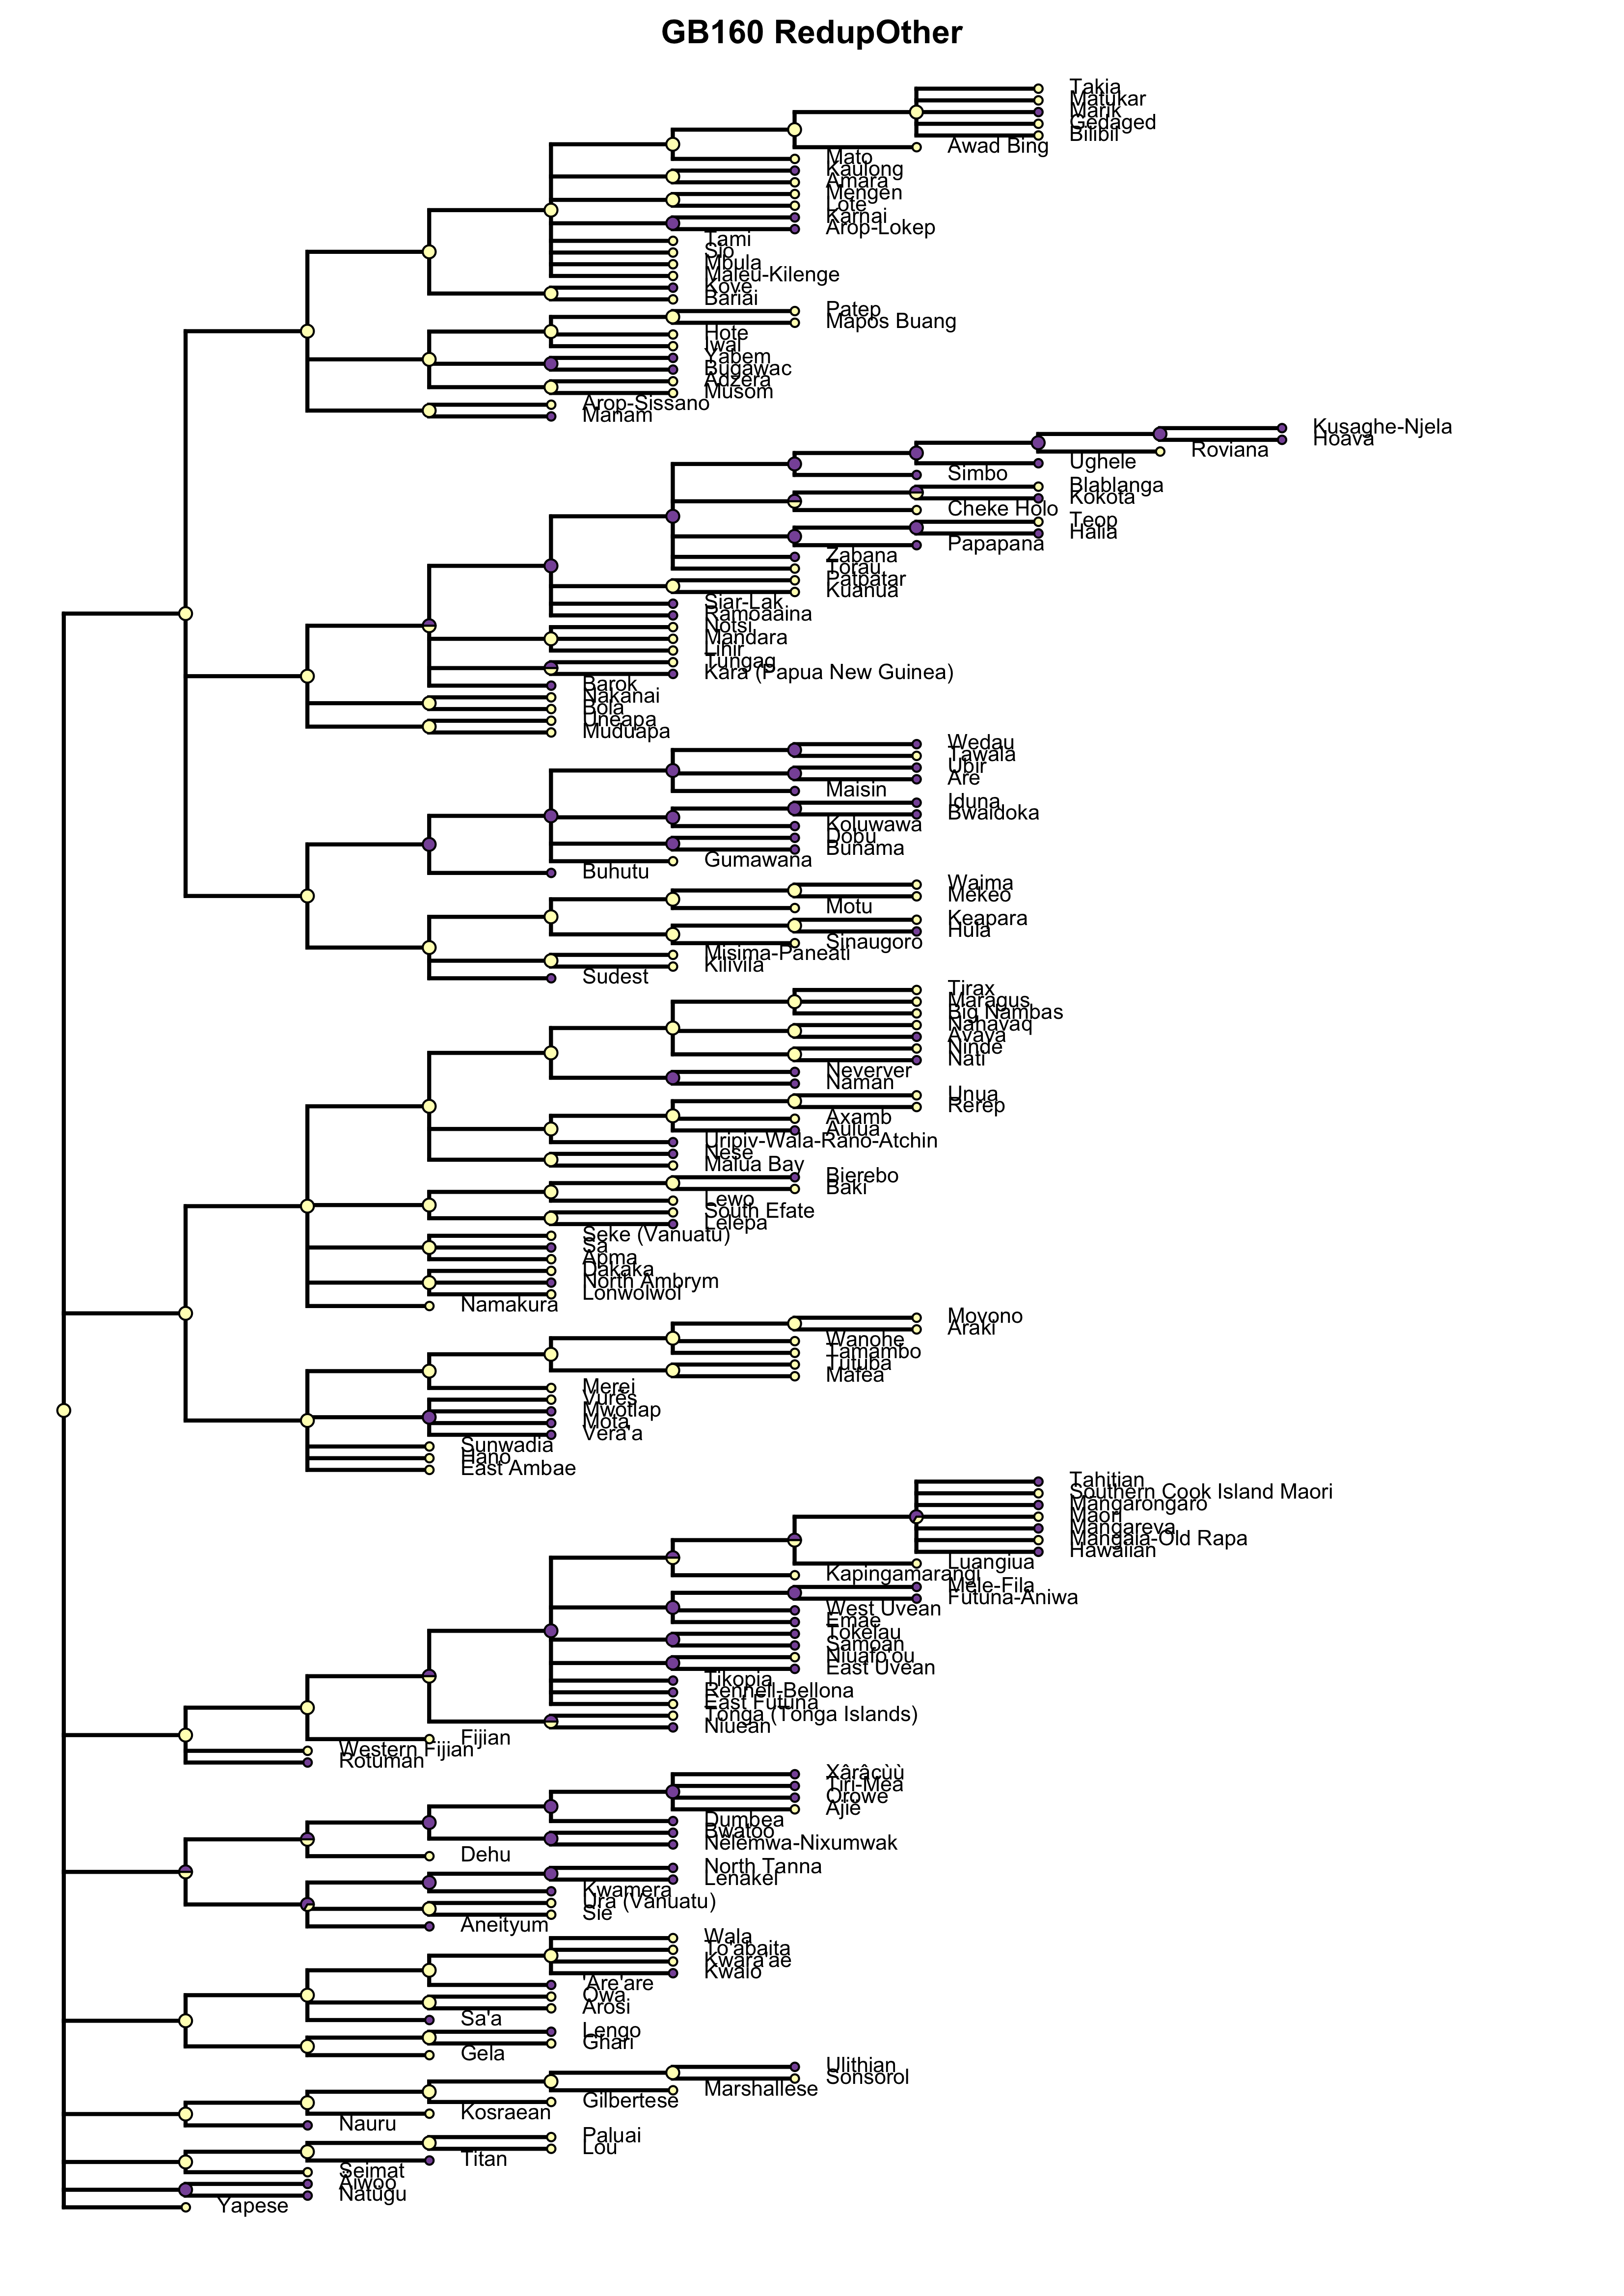 GB160 RedupOther
Takia
Matukar
Marik
Gedaged
Bilibil
Awad Bing
Mato
Kaulong
Amara
Mengen
Lote
Karnai
Arop-Lokep
Tami
Sio
Mbula
Maleu-Kilenge
Kove
Bariai
Patep
Mapos Buang
Hote
Iwal
Yabem
Bugawac
Adzera
Musom
Arop-Sissano
Manam
Kusaghe-Njela
Hoava
Roviana
Ughele
Simbo
Blablanga
Kokota
Cheke Holo
Teop
Halia
Papapana
Zabana
Torau
Patpatar
Kuanua
Siar-Lak
Ramoaaina
Notsi
Mandara
Lihir
Tungag
Kara (Papua New Guinea)
Barok
Nakanai
Bola
Uneapa
Muduapa
Wedau
Tawala
Ubir
Are
Maisin
Iduna
Bwaidoka
Koluwawa
Dobu
Bunama
Gumawana
Buhutu
Waima
Mekeo
Motu
Keapara
Hula
Sinaugoro
Misima-Paneati
Kilivila
Sudest
Tirax
Maragus
Big Nambas
Nahavaq
Avava
Ninde
Nati
Neverver
Naman
Unua
Rerep
Axamb
Aulua
Uripiv-Wala-Rano-Atchin
Nese
Malua Bay
Bierebo
Baki
Lewo
South Efate
Lelepa
Seke (Vanuatu)
Sa
Apma
Dakaka
North Ambrym
Lonwolwol
Namakura
Movono
Araki
Wanohe
Tamambo
Tutuba
Mafea
Merei
Vurës
Mwotlap
Mota
Vera'a
Sunwadia
Hano
East Ambae
Tahitian
Southern Cook Island Maori
Mangarongaro
Maori
Mangareva
Mangaia-Old Rapa
Hawaiian
Luangiua
Kapingamarangi
Mele-Fila
Futuna-Aniwa
West Uvean
Emae
Tokelau
Samoan
Niuafo'ou
East Uvean
Tikopia
Rennell-Bellona
East Futuna
Tonga (Tonga Islands)
Niuean
Fijian
Western Fijian
Rotuman
Xârâcùù
Tiri-Mea
Orowe
Ajië
Dumbea
Bwatoo
Nêlêmwa-Nixumwak
Dehu
North Tanna
Lenakel
Kwamera
Ura (Vanuatu)
Sie
Aneityum
Wala
To'abaita
Kwara'ae
Kwaio
'Are'are
Owa
Arosi
Sa'a
Lengo
Ghari
Gela
Ulithian
Sonsorol
Marshallese
Gilbertese
Kosraean
Nauru
Paluai
Lou
Titan
Seimat
Äiwoo
Natügu
Yapese